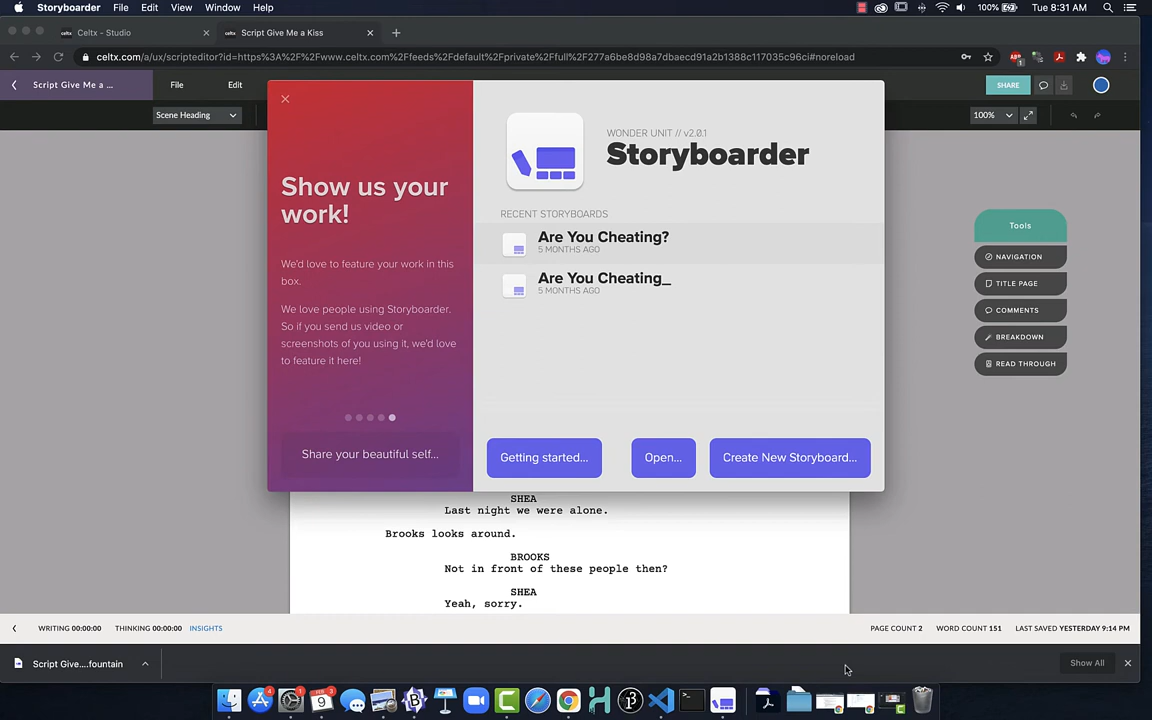 Storyboarder File Edit View Window Help 100% Tue 8:31 AM
celtx Celtx - Studio celtx Script Give Me a Kiss
celtx.com/a/ux/scripteditor?id=https%3A%2F%2Fwww.celtx.com%2Ffeeds%2Fdefault%2Fprivate%2Ffull%2F277a6be8d98a7dbaecd91a2b1388c117035c96ci#noreload
Script Give Me a ... File Edit SHARE
Scene Heading 100%
Show us your
work!
We'd love to feature your work in this
box.
We love people using Storyboarder.
So if you send us video or
screenshots of you using it, we'd love
to feature it here!
Share your beautiful self...
WONDER UNIT // v2.0.1
Storyboarder
RECENT STORYBOARDS
Are You Cheating?
5 MONTHS AGO
Are You Cheating_
5 MONTHS AGO
Getting started... Open... Create New Storyboard...
Tools
NAVIGATION
TITLE PAGE
COMMENTS
BREAKDOWN
READ THROUGH
SHEA
Last night we were alone.
Brooks looks around.
BROOKS
Not in front of these people then?
SHEA
Yeah, sorry.
WRITING 00:00:00 THINKING 00:00:00 INSIGHTS PAGE COUNT 2 WORD COUNT 151 LAST SAVED YESTERDAY 9:14 PM
Script Give....fountain Show All